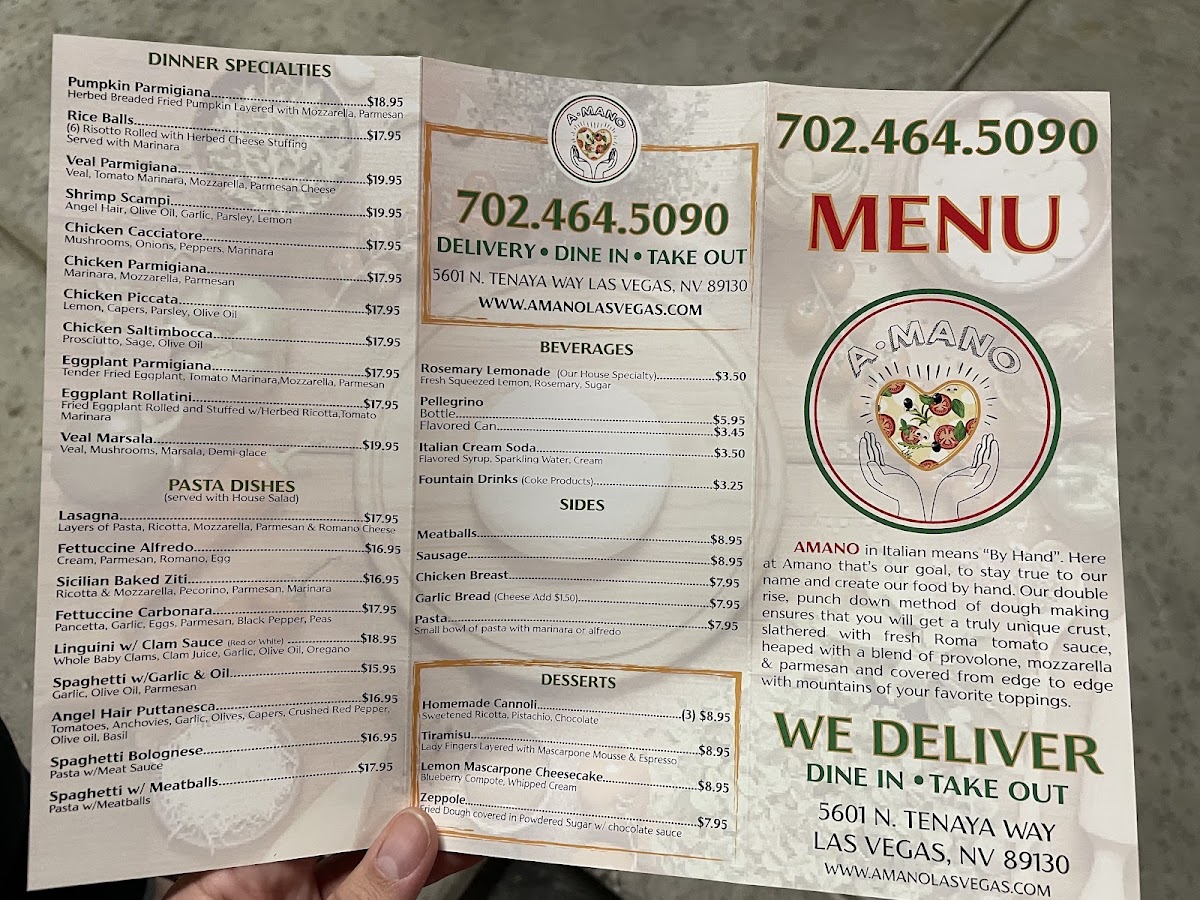 DINNER SPECIALTIES
Pumpkin Parmigiana....................$18.95
Herbed Breaded Fried Pumpkin Layered with Mozzarella, Parmesan
Rice Balls....................$17.95
(6) Risotto Rolled with Herbed Cheese Stuffing
Served with Marinara
Veal Parmigiana....................$19.95
Veal, Tomato Marinara, Mozzarella, Parmesan Cheese
Shrimp Scampi....................$19.95
Angel Hair, Olive Oil, Garlic, Parsley, Lemon
Chicken Cacciatore....................$17.95
Mushrooms, Onions, Peppers, Marinara
Chicken Parmigiana....................$17.95
Marinara, Mozzarella, Parmesan
Chicken Piccata....................$17.95
Lemon, Capers, Parsley, Olive Oil
Chicken Saltimbocca....................$17.95
Prosciutto, Sage, Olive Oil
Eggplant Parmigiana....................$17.95
Tender Fried Eggplant, Tomato Marinara,Mozzarella, Parmesan
Eggplant Rollatini....................$17.95
Fried Eggplant Rolled and Stuffed w/Herbed Ricotta,Tomato
Marinara
Veal Marsala....................$19.95
Veal, Mushrooms, Marsala, Demi-glace
PASTA DISHES
(served with House Salad)
Lasagna....................$17.95
Layers of Pasta, Ricotta, Mozzarella, Parmesan & Romano Cheese
Fettuccine Alfredo....................$16.95
Cream, Parmesan, Romano, Egg
Sicilian Baked Ziti....................$16.95
Ricotta & Mozzarella, Pecorino, Parmesan, Marinara
Fettuccine Carbonara....................$17.95
Pancetta, Garlic, Eggs, Parmesan, Black Pepper, Peas
Linguini w/ Clam Sauce (Red or White) ....................$18.95
Whole Baby Clams, Clam Juice, Garlic, Olive Oil, Oregano
Spaghetti w/Garlic & Oil....................$15.95
Garlic, Olive Oil, Parmesan
Angel Hair Puttanesca....................$16.95
Tomatoes, Anchovies, Garlic, Olives, Capers, Crushed Red Pepper,
Olive oil, Basil
Spaghetti Bolognese....................$16.95
Pasta w/Meat Sauce
Spaghetti w/ Meatballs....................$17.95
Pasta w/Meatballs
A·MANO
702.464.5090
DELIVERY • DINE IN • TAKE OUT
5601 N. TENAYA WAY LAS VEGAS, NV 89130
WWW.AMANOLASVEGAS.COM
BEVERAGES
Rosemary Lemonade (Our House Specialty)....................$3.50
Fresh Squeezed Lemon, Rosemary, Sugar
Pellegrino
Bottle....................$5.95
Flavored Can....................$3.45
Italian Cream Soda....................$3.50
Flavored Syrup, Sparkling Water, Cream
Fountain Drinks (Coke Products)....................$3.25
SIDES
Meatballs....................$8.95
Sausage....................$8.95
Chicken Breast....................$7.95
Garlic Bread (Cheese Add $1.50)....................$7.95
Pasta....................$7.95
Small bowl of pasta with marinara or alfredo
DESSERTS
Homemade Cannoli....................(3) $8.95
Sweetened Ricotta, Pistachio, Chocolate
Tiramisu....................$8.95
Lady Fingers Layered with Mascarpone Mousse & Espresso
Lemon Mascarpone Cheesecake....................$8.95
Blueberry Compote, Whipped Cream
Zeppole....................$7.95
Fried Dough covered in Powdered Sugar w/ chocolate sauce
702.464.5090
MENU
A·MANO
AMANO in Italian means “By Hand”. Here
at Amano that’s our goal, to stay true to our
name and create our food by hand. Our double
rise, punch down method of dough making
ensures that you will get a truly unique crust,
slathered with fresh Roma tomato sauce,
heaped with a blend of provolone, mozzarella
& parmesan and covered from edge to edge
with mountains of your favorite toppings.
WE DELIVER
DINE IN • TAKE OUT
5601 N. TENAYA WAY
LAS VEGAS, NV 89130
WWW.AMANOLASVEGAS.COM